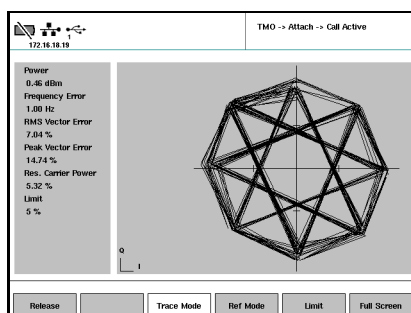 TMO -> Attach -> Call Active
1
172.16.18.19
Power
0.46 dBm
Frequency Error
1.00 Hz
RMS Vector Error
7.04 %
Peak Vector Error
14.74 %
Res. Carrier Power
5.32 %
Limit
5 %
Q
I
Release
Trace Mode
Ref Mode
Limit
Full Screen